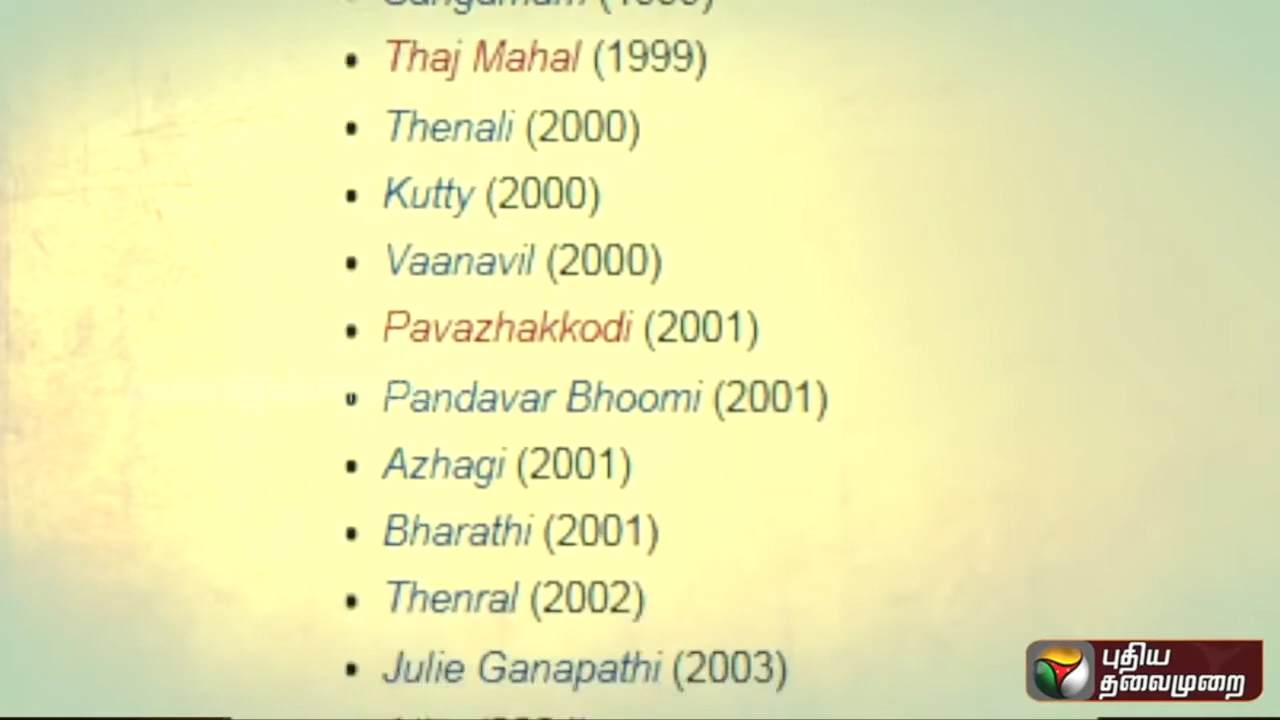 Thaj Mahal (1999)
Thenali (2000)
Kutty (2000)
Vaanavil (2000)
Pavazhakkodi (2001)
Pandavar Bhoomi (2001)
Azhagi (2001)
Bharathi (2001)
Thenral (2002)
Julie Ganapathi (2003)
புதிய
தலைமுறை